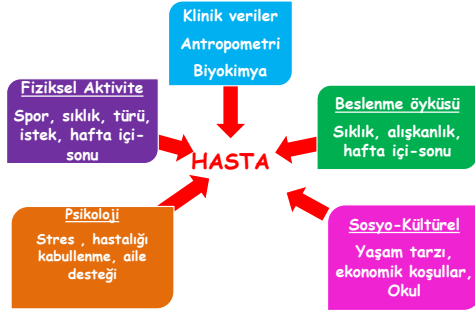 Klinik veriler
Antropometri
Biyokimya
Fiziksel Aktivite
Spor, sıklık, türü,
istek, hafta içi-
sonu
Beslenme öyküsü
Sıklık, alışkanlık,
hafta içi-sonu
HASTA
Psikoloji
Stres , hastalığı
kabullenme, aile
desteği
Sosyo-Kültürel
Yaşam tarzı,
ekonomik koşullar,
Okul